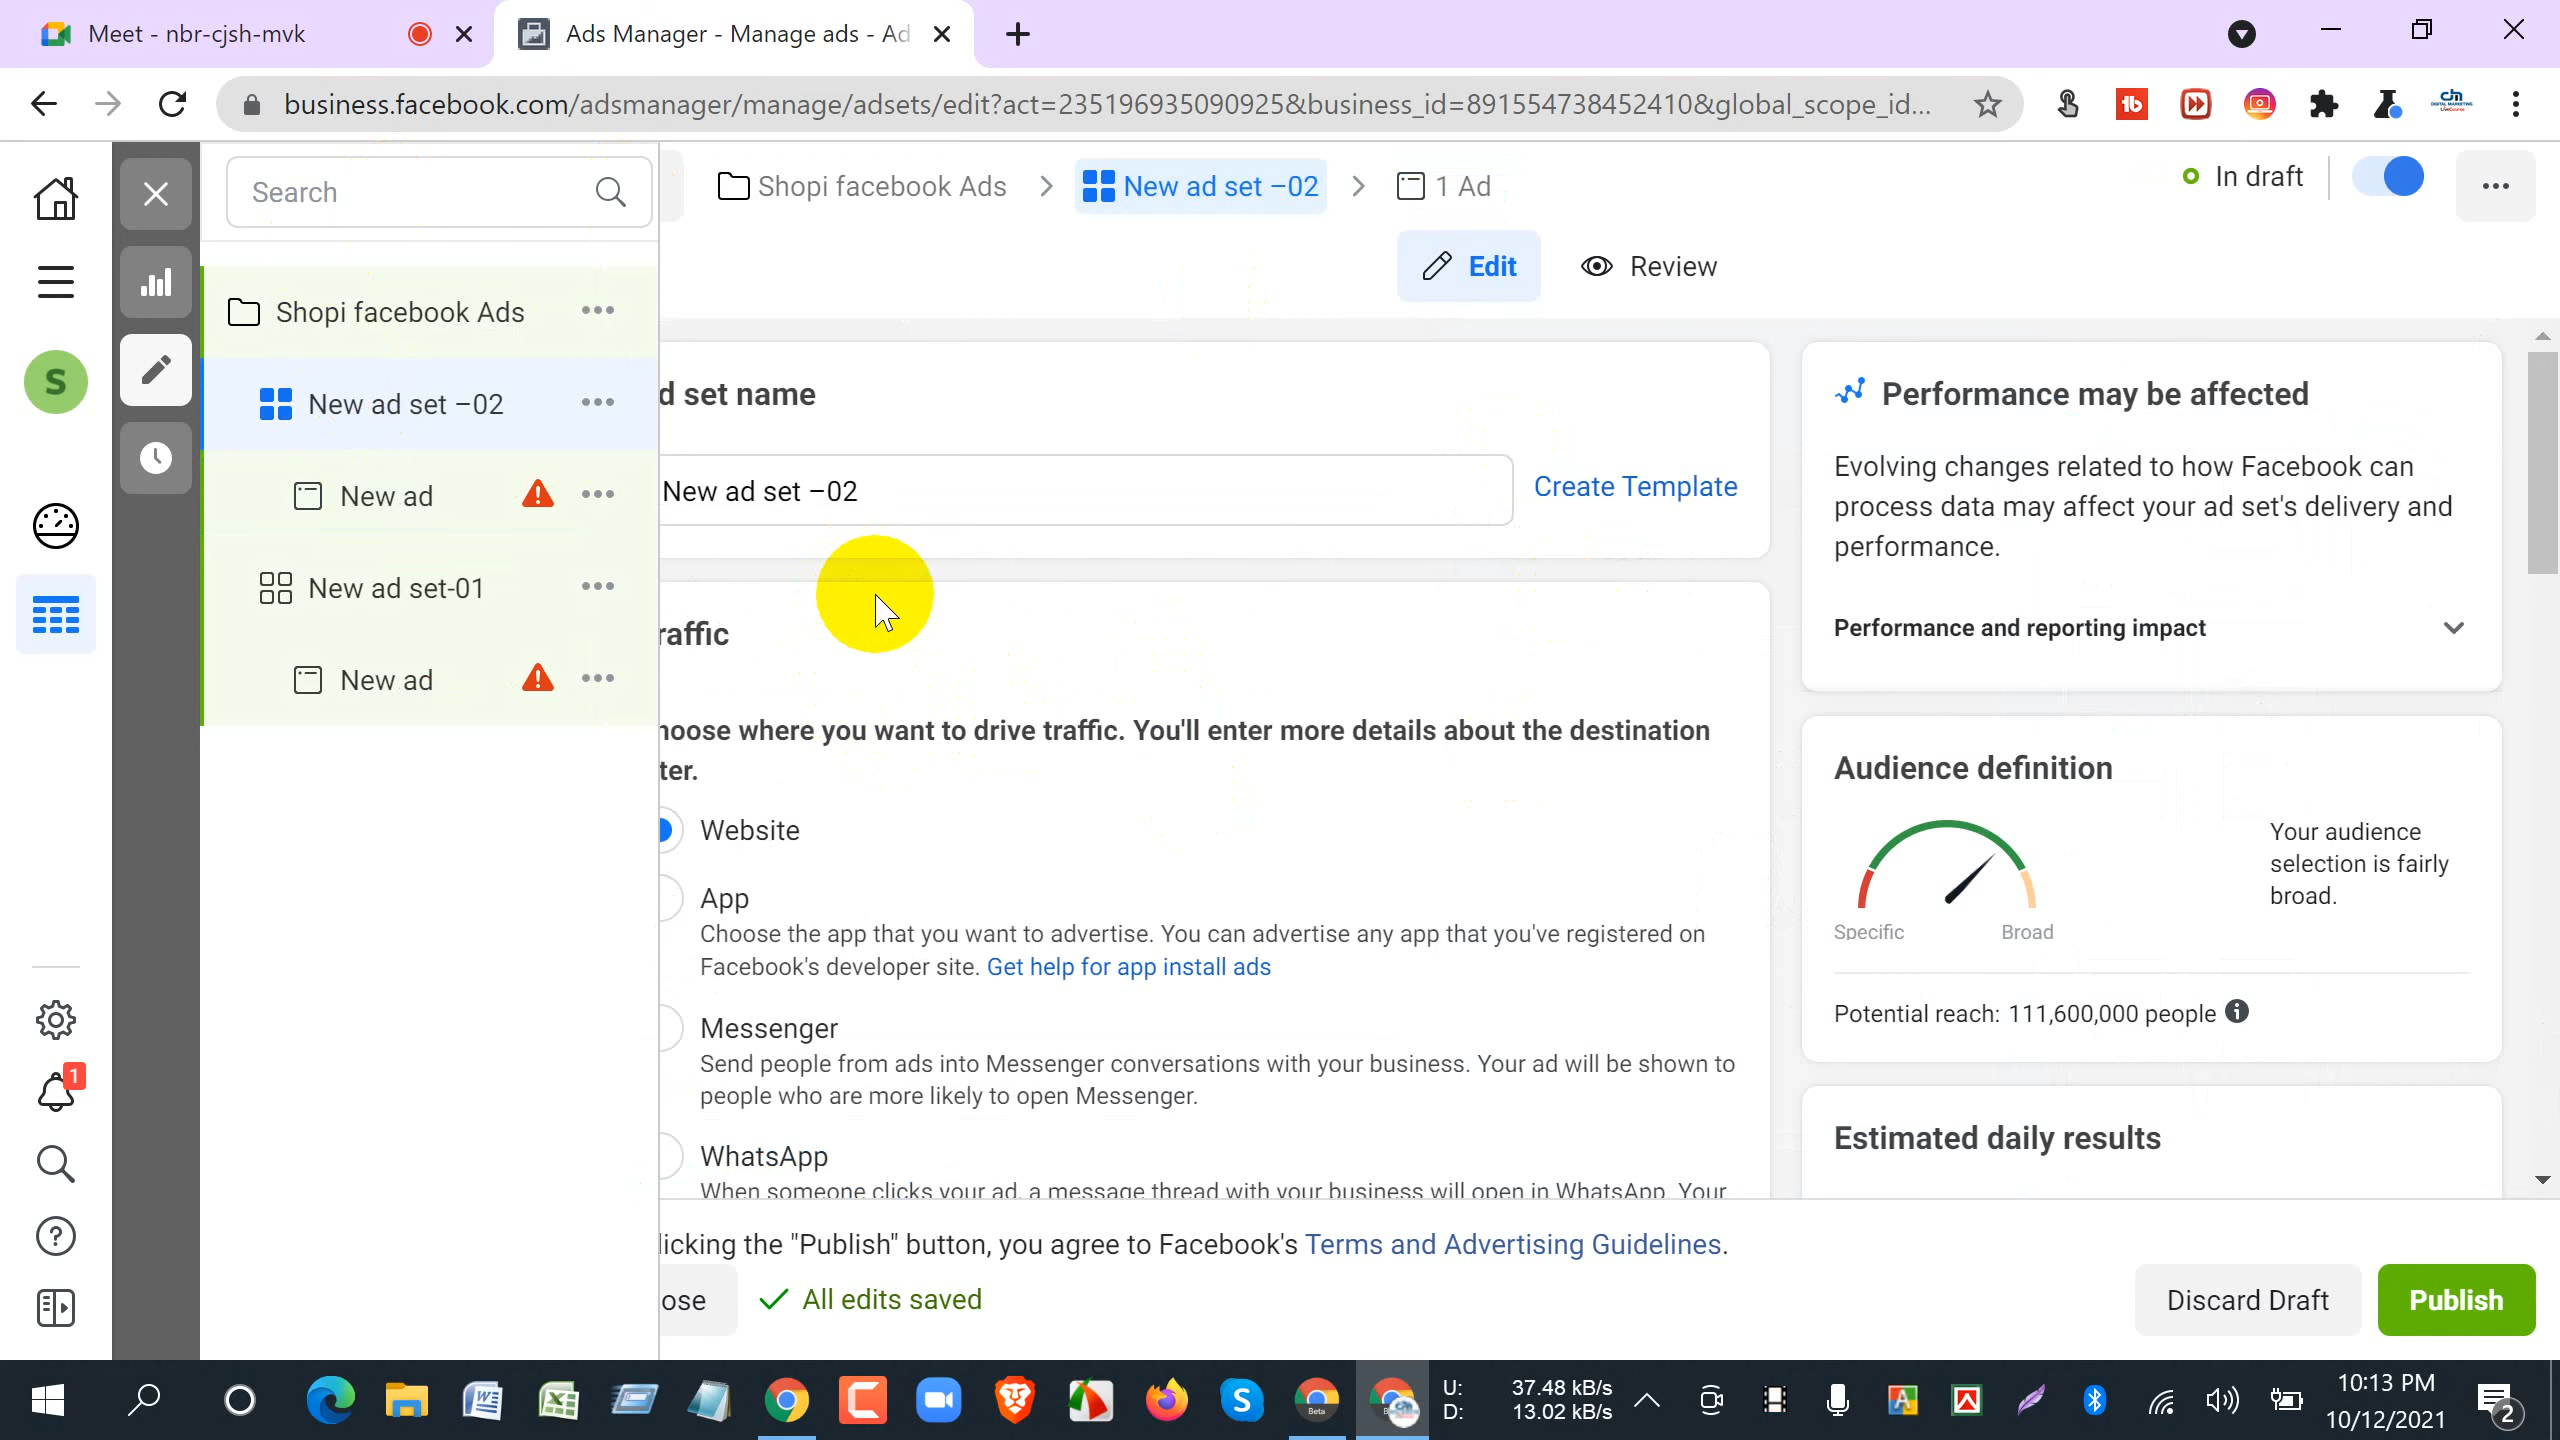 Meet - nbr-cjsh-mvk
Ads Manager - Manage ads - Ad
business.facebook.com/adsmanager/manage/adsets/edit?act=235196935090925&business_id=891554738452410&global_scope_id...
Search
Shopi facebook Ads
New ad set –02
1 Ad
In draft
Edit
Review
S
Shopi facebook Ads
New ad set –02
New ad
New ad set-01
New ad
d set name
New ad set –02
Create Template
raffic
hoose where you want to drive traffic. You'll enter more details about the destination
ter.
Website
App
Choose the app that you want to advertise. You can advertise any app that you've registered on
Facebook's developer site. Get help for app install ads
Messenger
Send people from ads into Messenger conversations with your business. Your ad will be shown to
people who are more likely to open Messenger.
WhatsApp
When someone clicks your ad, a message thread with your business will open in WhatsApp. Your
Performance may be affected
Evolving changes related to how Facebook can
process data may affect your ad set's delivery and
performance.
Performance and reporting impact
Audience definition
Your audience
selection is fairly
broad.
Specific
Broad
Potential reach: 111,600,000 people
Estimated daily results
1
licking the "Publish" button, you agree to Facebook's Terms and Advertising Guidelines.
ose
All edits saved
Discard Draft
Publish
U: 37.48 kB/s
D: 13.02 kB/s
10:13 PM
10/12/2021
2